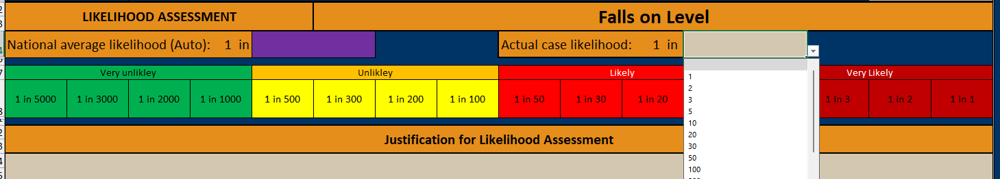 LIKELIHOOD ASSESSMENT Falls on Level
National average likelihood (Auto): 1 in Actual case likelihood: 1 in
Very unlikley Unlikley Likely Very Likely
1 in 5000 1 in 3000 1 in 2000 1 in 1000 1 in 500 1 in 300 1 in 200 1 in 100 1 in 50 1 in 30 1 in 20 1 in 3 1 in 2 1 in 1
1
2
3
5
10
20
30
50
100
Justification for Likelihood Assessment